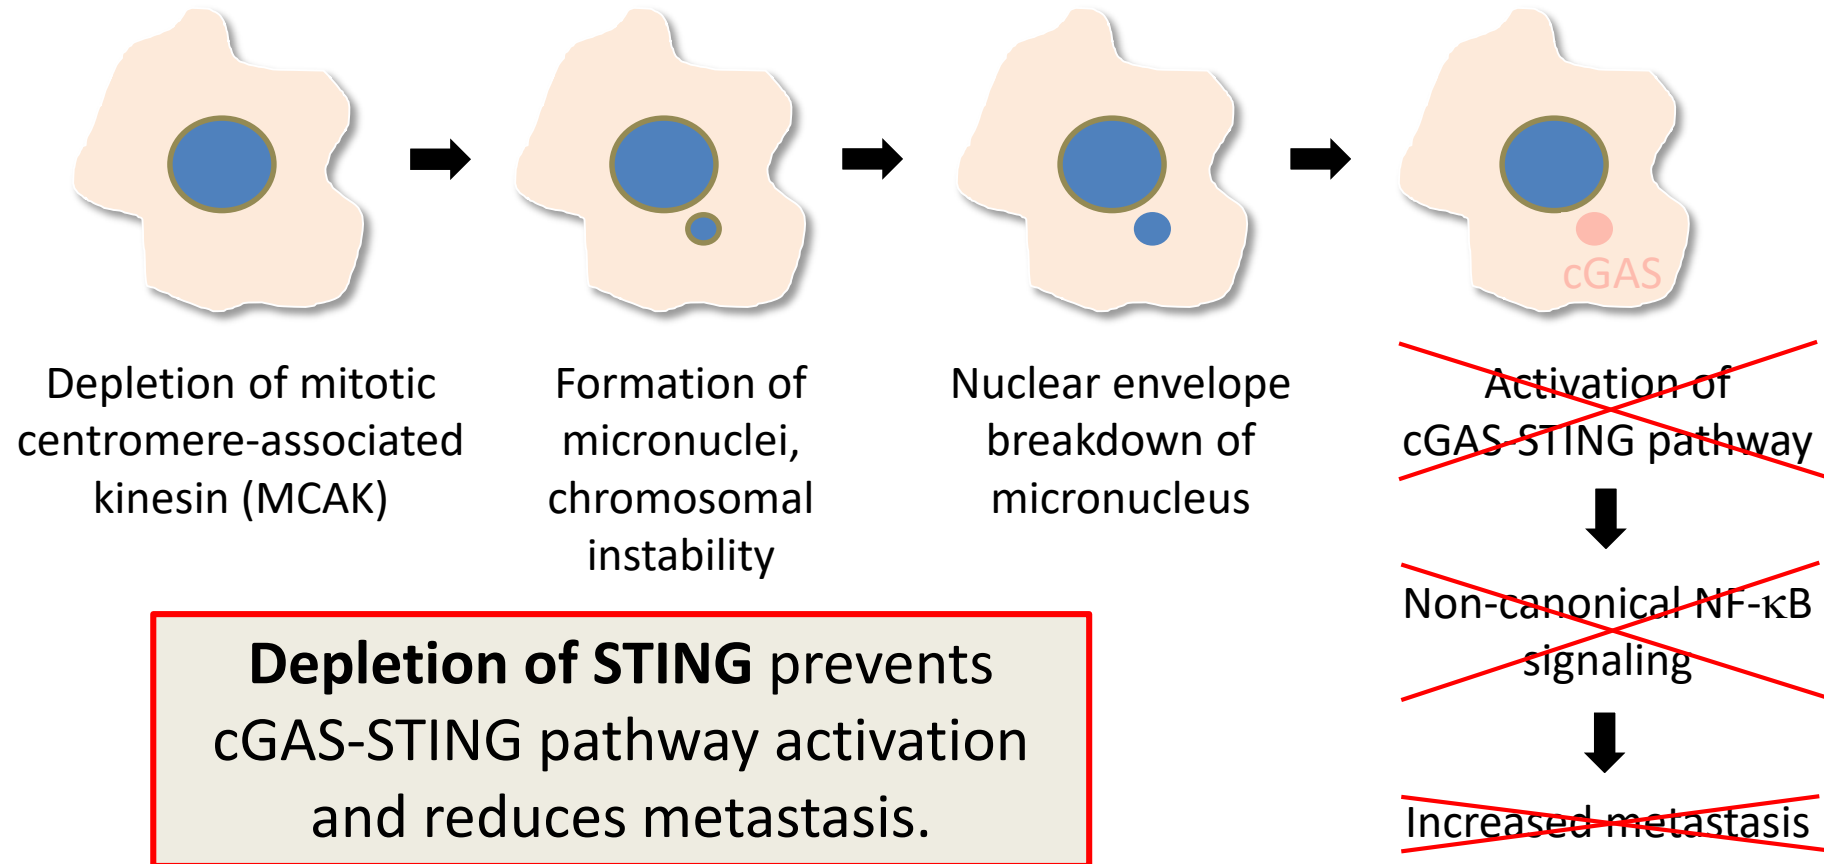 cGAS
Depletion of mitotic
centromere-associated
kinesin (MCAK)
Formation of
micronuclei,
chromosomal
instability
Nuclear envelope
breakdown of
micronucleus
Activation of
cGAS-STING pathway
Non-canonical NF-κB
signaling
Increased metastasis
Depletion of STING prevents
cGAS-STING pathway activation
and reduces metastasis.